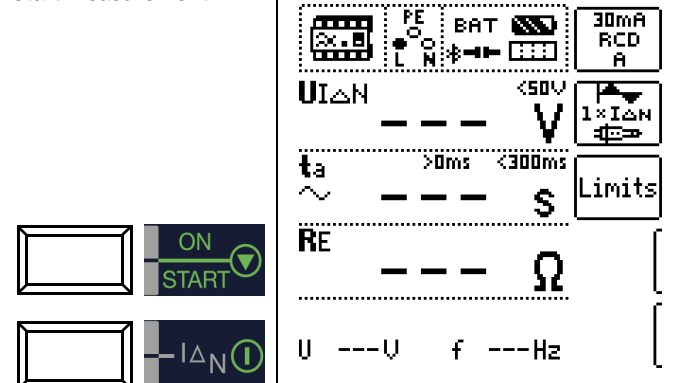 PE
BAT
L N
30mA
RCD
A
UI△N
<50V
--- V
1×I△N
ta
>0ms <300ms
--- s
Limits
RE
--- Ω
ON
START
I△N
U ---V f ---Hz